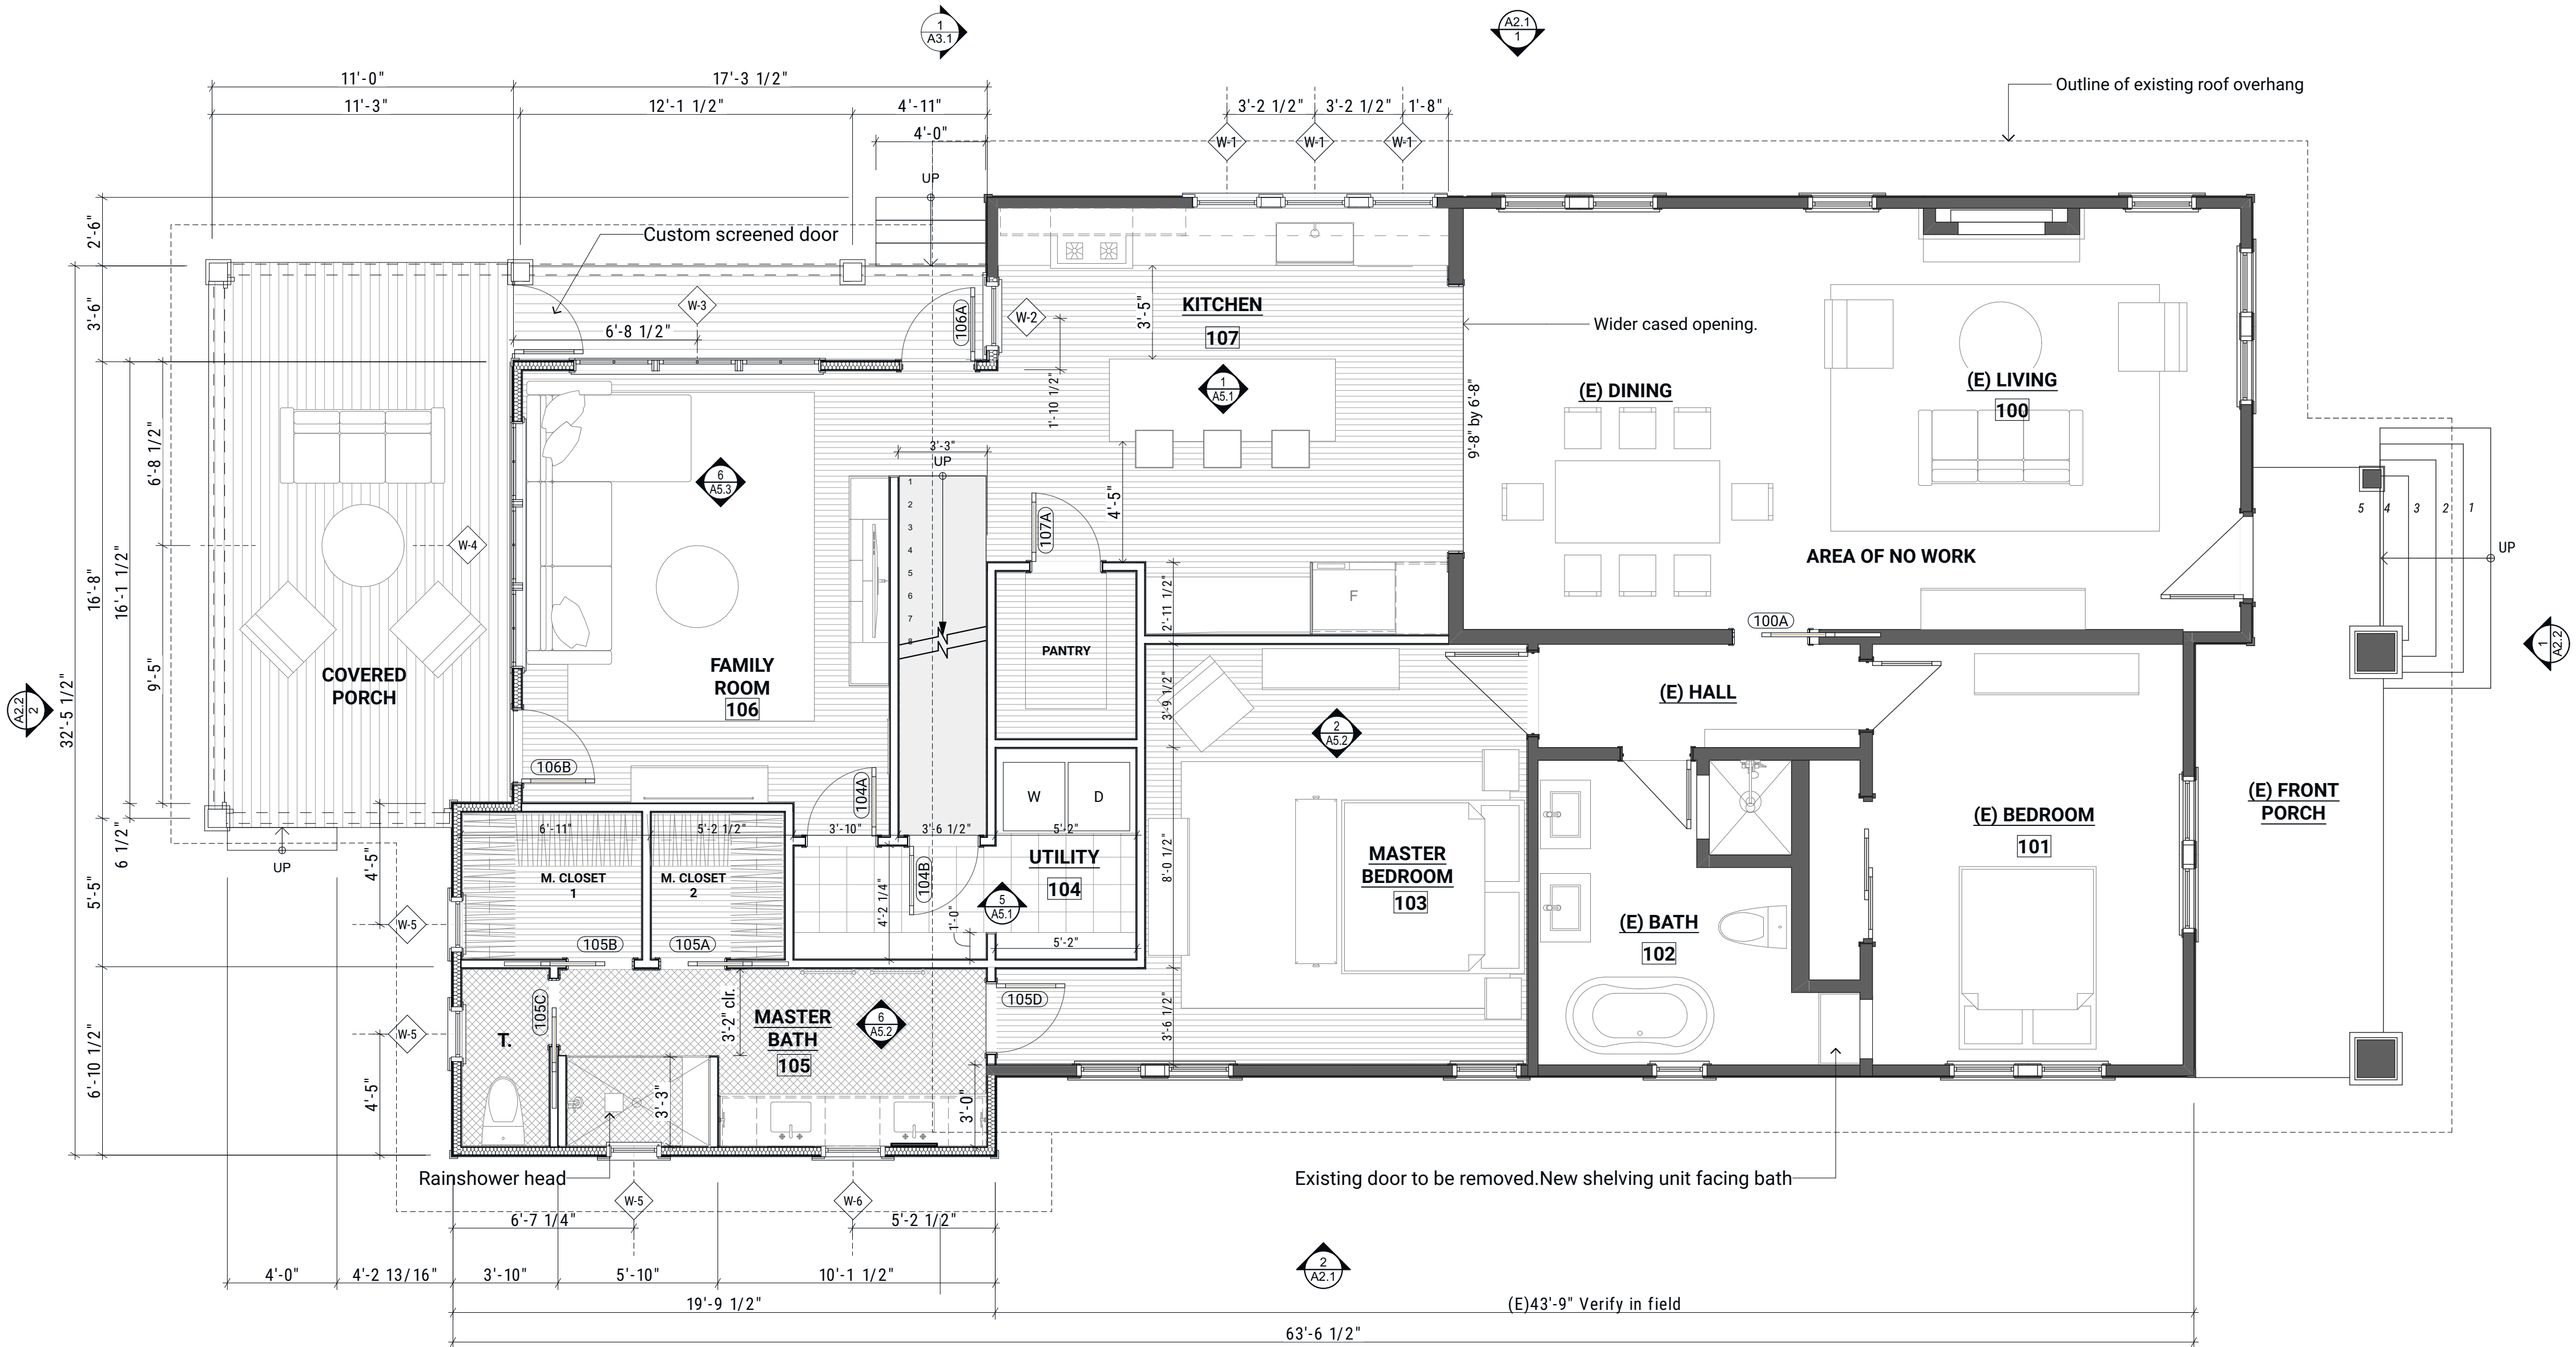 1
A3.1
A2.1
1
11'-0"
17'-3 1/2"
Outline of existing roof overhang
11'-3"
12'-1 1/2"
4'-11"
3'-2 1/2"
3'-2 1/2"
1'-8"
4'-0"
W-1
W-1
W-1
UP
2'-6"
Custom screened door
3'-6"
W-3
6'-8 1/2"
106A
W-2
3'-5"
KITCHEN
107
Wider cased opening.
1
A5.1
1'-10 1/2"
9'-8" by 6'-8"
(E) DINING
(E) LIVING
100
6'-8 1/2"
3'-3"
UP
6
A5.3
1
2
3
4
5
6
7
8
107A
4'-5"
5
4
3
2
1
UP
W-4
AREA OF NO WORK
16'-8"
16'-1 1/2"
2'-11 1/2"
F
100A
9'-5"
COVERED
PORCH
FAMILY
ROOM
106
PANTRY
3'-9 1/2"
(E) HALL
1
A2.2
A2.2
2
32'-5 1/2"
2
A5.2
106B
104A
W
D
(E) FRONT
PORCH
(E) BEDROOM
101
6 1/2"
UP
4'-5"
6'-11"
5'-2 1/2"
3'-10"
3'-6 1/2"
5'-2"
UTILITY
104
8'-0 1/2"
MASTER
BEDROOM
103
M. CLOSET
1
M. CLOSET
2
104B
5'-5"
4'-2 1/4"
5
A5.1
1'-0"
W-5
105B
105A
5'-2"
(E) BATH
102
105C
3'-2" clr.
MASTER
BATH
105
6
A5.2
105D
3'-6 1/2"
W-5
T.
6'-10 1/2"
4'-5"
3'-3"
3'-0"
Rainshower head
Existing door to be removed.New shelving unit facing bath
W-5
W-6
6'-7 1/4"
5'-2 1/2"
4'-0"
4'-2 13/16"
3'-10"
5'-10"
10'-1 1/2"
2
A2.1
19'-9 1/2"
(E)43'-9" Verify in field
63'-6 1/2"